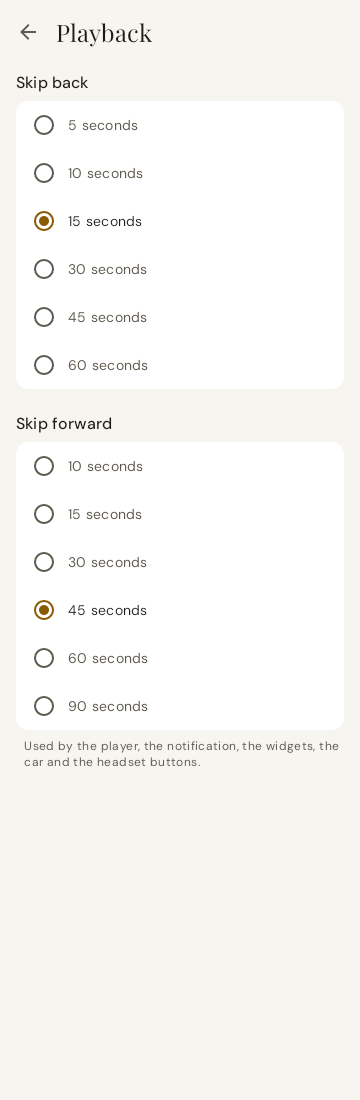 Playback
Skip back
5 seconds
10 seconds
15 seconds
30 seconds
45 seconds
60 seconds
Skip forward
10 seconds
15 seconds
30 seconds
45 seconds
60 seconds
90 seconds
Used by the player, the notification, the widgets, the
car and the headset buttons.